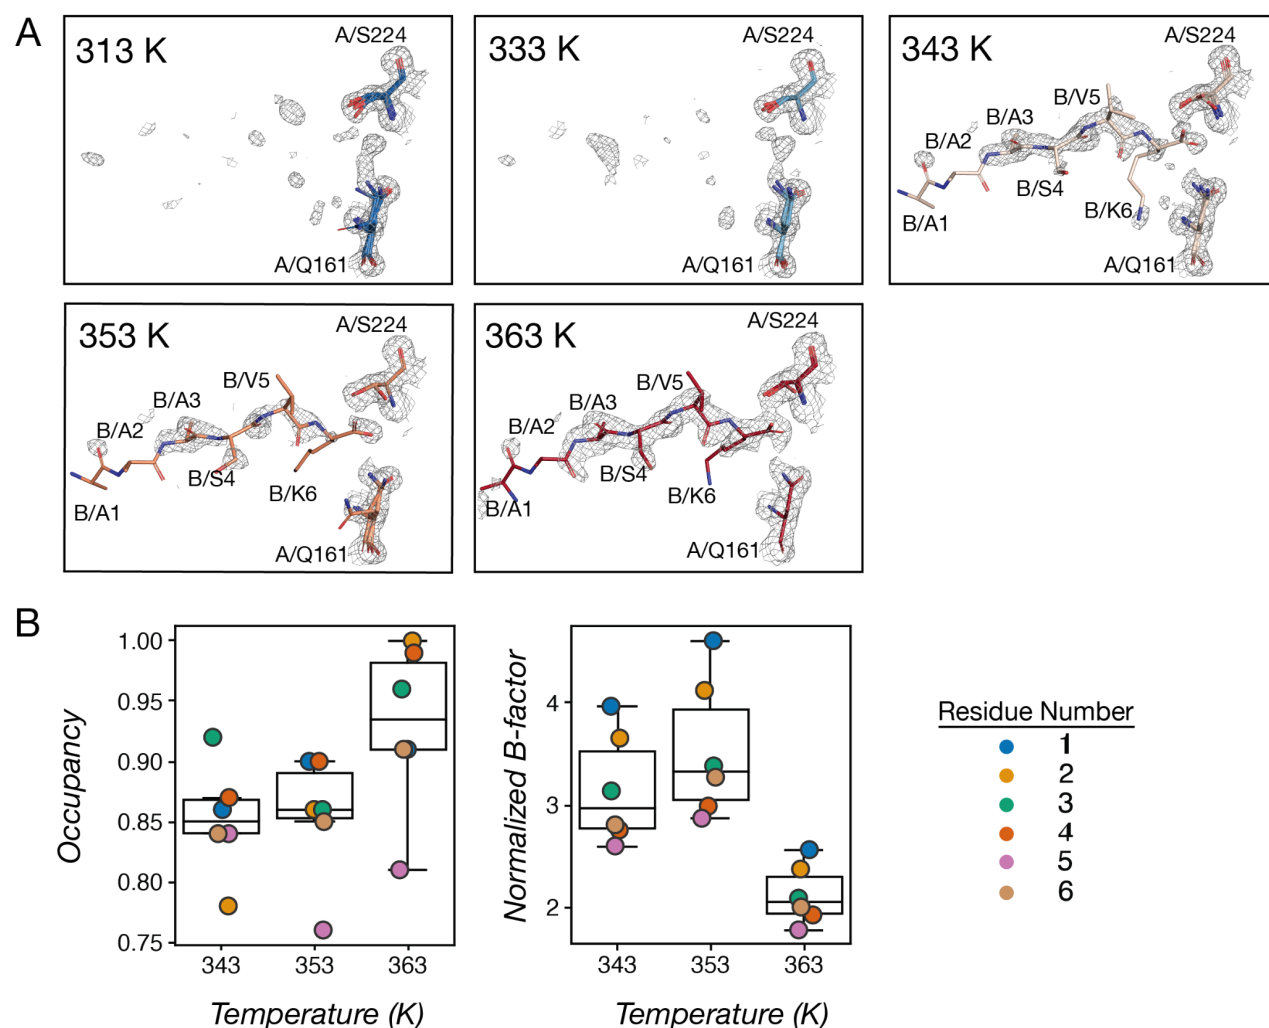 A
313 K
A/S224
A/Q161
333 K
A/S224
A/Q161
343 K
A/S224
B/V5
B/A3
B/A2
B/S4
B/K6
B/A1
A/Q161
353 K
A/S224
B/V5
B/A3
B/A2
B/S4
B/K6
B/A1
A/Q161
363 K
A/S224
B/V5
B/A3
B/A2
B/S4
B/K6
B/A1
A/Q161
B
Occupancy
1.00
0.95
0.90
0.85
0.80
0.75
343 353 363
Temperature (K)
Normalized B-factor
4
3
2
343 353 363
Temperature (K)
Residue Number
1
2
3
4
5
6